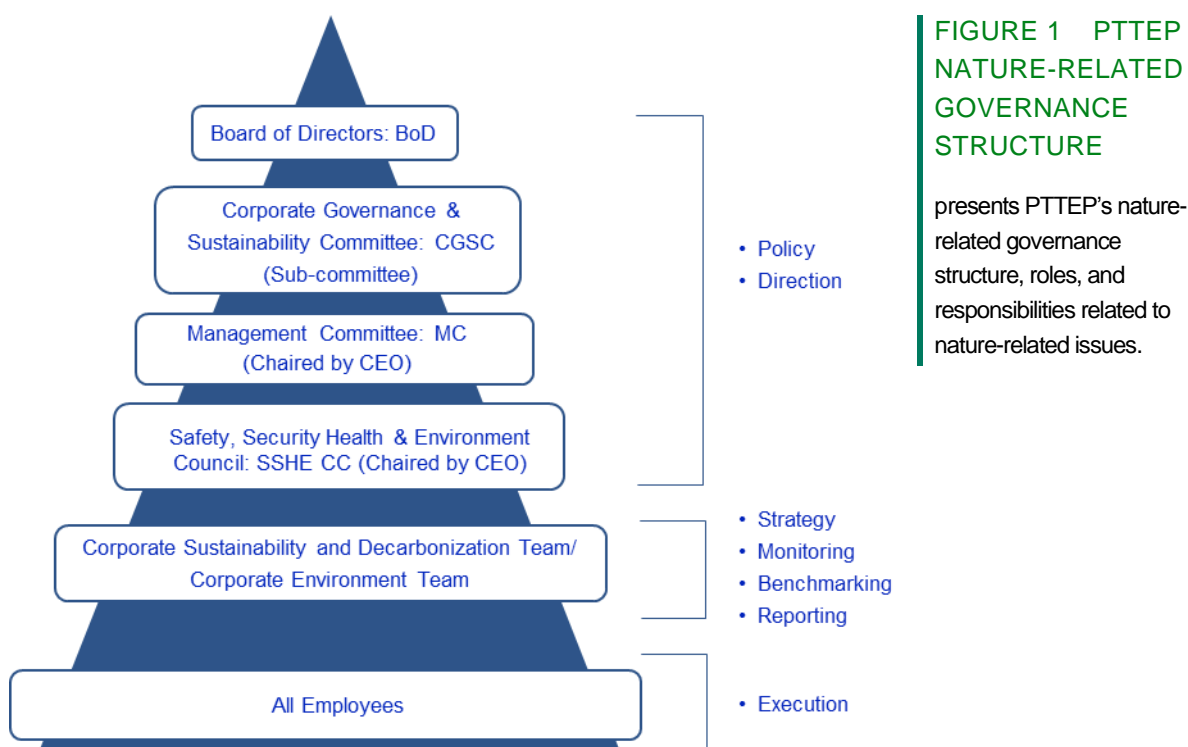 Board of Directors: BoD
Corporate Governance &
Sustainability Committee: CGSC
(Sub-committee)
Management Committee: MC
(Chaired by CEO)
Safety, Security Health & Environment
Council: SSHE CC (Chaired by CEO)
Corporate Sustainability and Decarbonization Team/
Corporate Environment Team
All Employees
• Policy
• Direction
• Strategy
• Monitoring
• Benchmarking
• Reporting
• Execution
FIGURE 1 PTTEP
NATURE-RELATED
GOVERNANCE
STRUCTURE
presents PTTEP's nature-
related governance
structure, roles, and
responsibilities related to
nature-related issues.